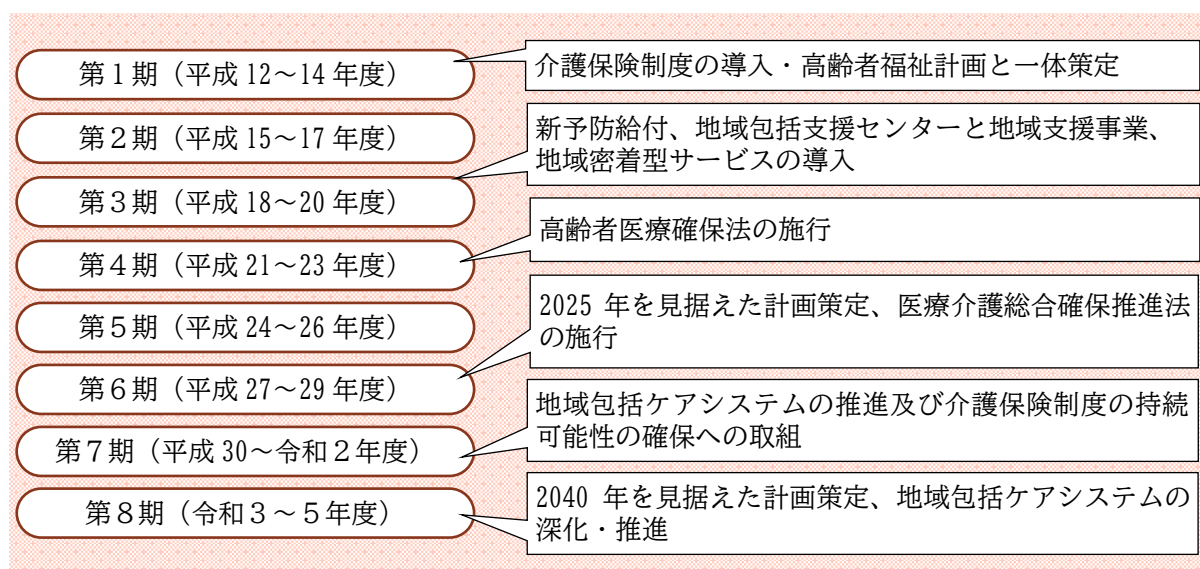 第１期（平成 12～14 年度）
介護保険制度の導入・高齢者福祉計画と一体策定
第２期（平成 15～17 年度）
新予防給付、地域包括支援センターと地域支援事業、
地域密着型サービスの導入
第３期（平成 18～20 年度）
高齢者医療確保法の施行
第４期（平成 21～23 年度）
2025 年を見据えた計画策定、医療介護総合確保推進法
の施行
第５期（平成 24～26 年度）
第６期（平成 27～29 年度）
地域包括ケアシステムの推進及び介護保険制度の持続
可能性の確保への取組
第７期（平成 30～令和２年度）
2040 年を見据えた計画策定、地域包括ケアシステムの
深化・推進
第８期（令和３～５年度）